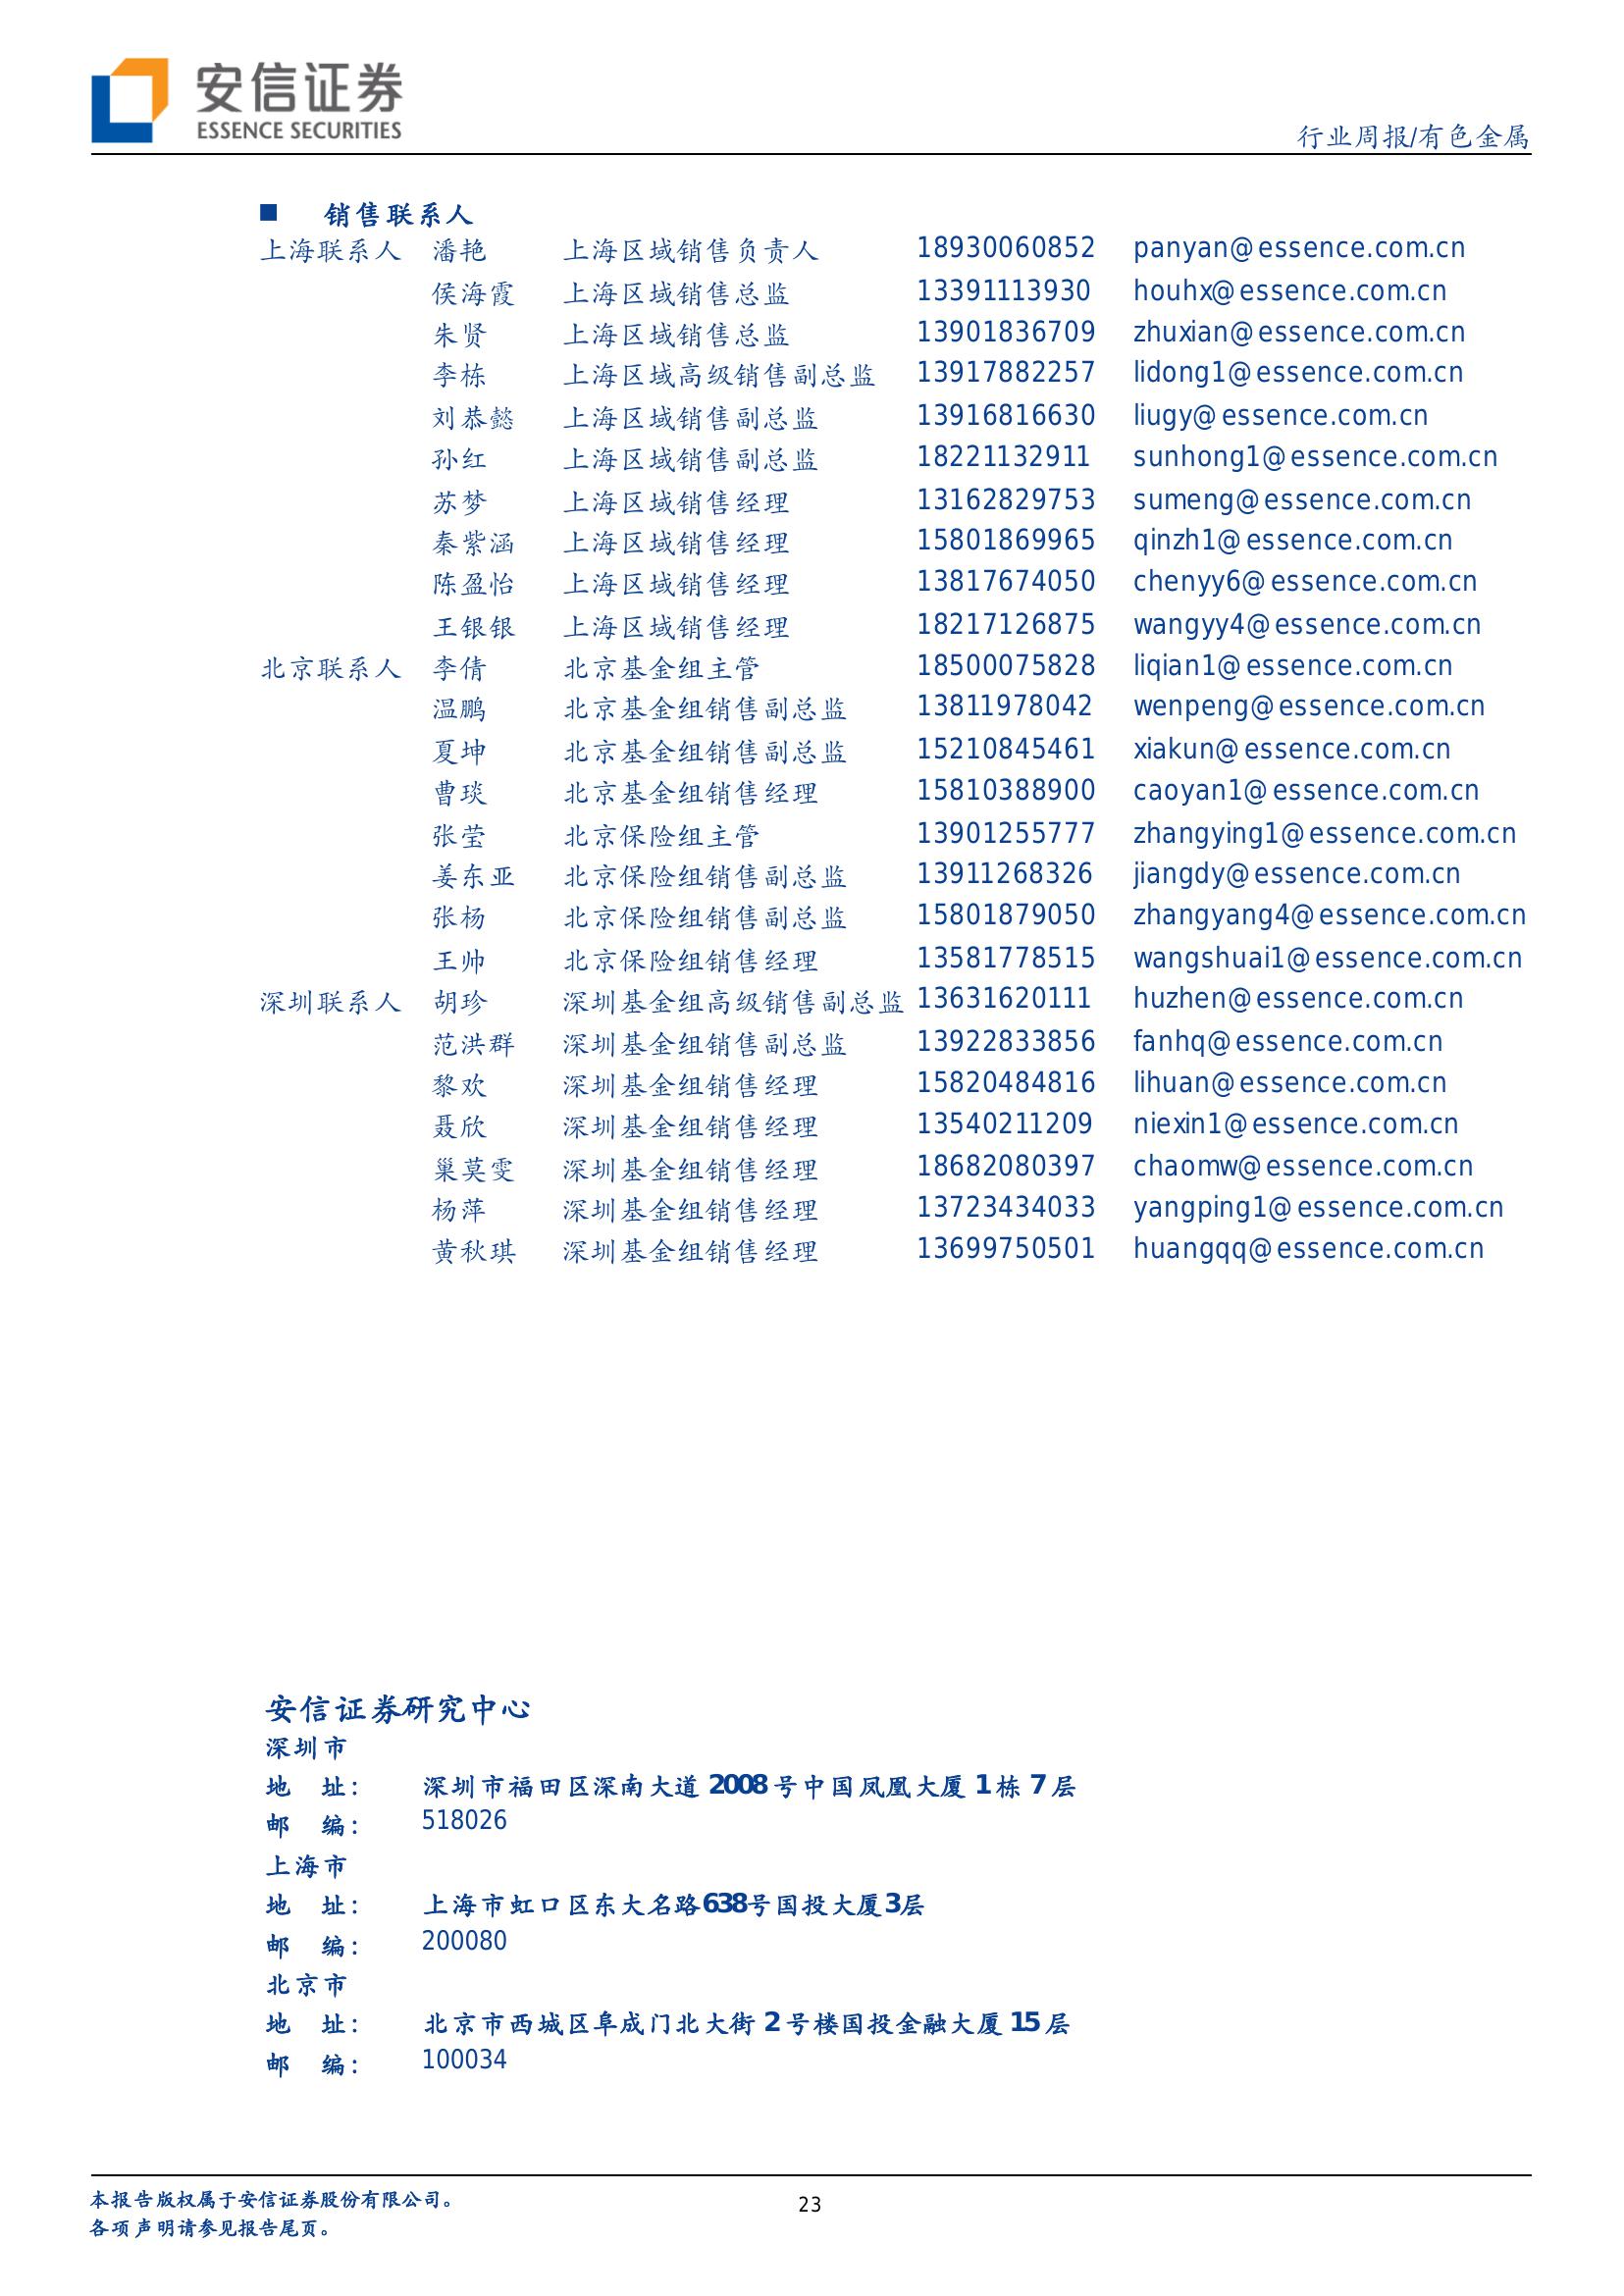 安信证券
ESSENCE SECURITIES
行业周报/有色金属
■ 销售联系人
上海联系人 潘艳 上海区域销售负责人 18930060852 panyan@essence.com.cn
侯海霞 上海区域销售总监 13391113930 houhx@essence.com.cn
朱贤 上海区域销售总监 13901836709 zhuxian@essence.com.cn
李栋 上海区域高级销售副总监 13917882257 lidong1@essence.com.cn
刘恭懿 上海区域销售副总监 13916816630 liugy@essence.com.cn
孙红 上海区域销售副总监 18221132911 sunhong1@essence.com.cn
苏梦 上海区域销售经理 13162829753 sumeng@essence.com.cn
秦紫涵 上海区域销售经理 15801869965 qinzh1@essence.com.cn
陈盈怡 上海区域销售经理 13817674050 chenyy6@essence.com.cn
王银银 上海区域销售经理 18217126875 wangyy4@essence.com.cn
北京联系人 李倩 北京基金组主管 18500075828 liqian1@essence.com.cn
温鹏 北京基金组销售副总监 13811978042 wenpeng@essence.com.cn
夏坤 北京基金组销售副总监 15210845461 xiakun@essence.com.cn
曹琰 北京基金组销售经理 15810388900 caoyan1@essence.com.cn
张莹 北京保险组主管 13901255777 zhangying1@essence.com.cn
姜东亚 北京保险组销售副总监 13911268326 jiangdy@essence.com.cn
张杨 北京保险组销售副总监 15801879050 zhangyang4@essence.com.cn
王帅 北京保险组销售经理 13581778515 wangshuai1@essence.com.cn
深圳联系人 胡珍 深圳基金组高级销售副总监 13631620111 huzhen@essence.com.cn
范洪群 深圳基金组销售副总监 13922833856 fanhq@essence.com.cn
黎欢 深圳基金组销售经理 15820484816 lihuan@essence.com.cn
聂欣 深圳基金组销售经理 13540211209 niexin1@essence.com.cn
巢莫雯 深圳基金组销售经理 18682080397 chaomw@essence.com.cn
杨萍 深圳基金组销售经理 13723434033 yangping1@essence.com.cn
黄秋琪 深圳基金组销售经理 13699750501 huangqq@essence.com.cn
安信证券研究中心
深圳市
地 址： 深圳市福田区深南大道 2008 号中国凤凰大厦 1 栋 7 层
邮 编： 518026
上海市
地 址： 上海市虹口区东大名路638号国投大厦3层
邮 编： 200080
北京市
地 址： 北京市西城区阜成门北大街 2 号楼国投金融大厦 15 层
邮 编： 100034
本报告版权属于安信证券股份有限公司。
各项声明请参见报告尾页。
23